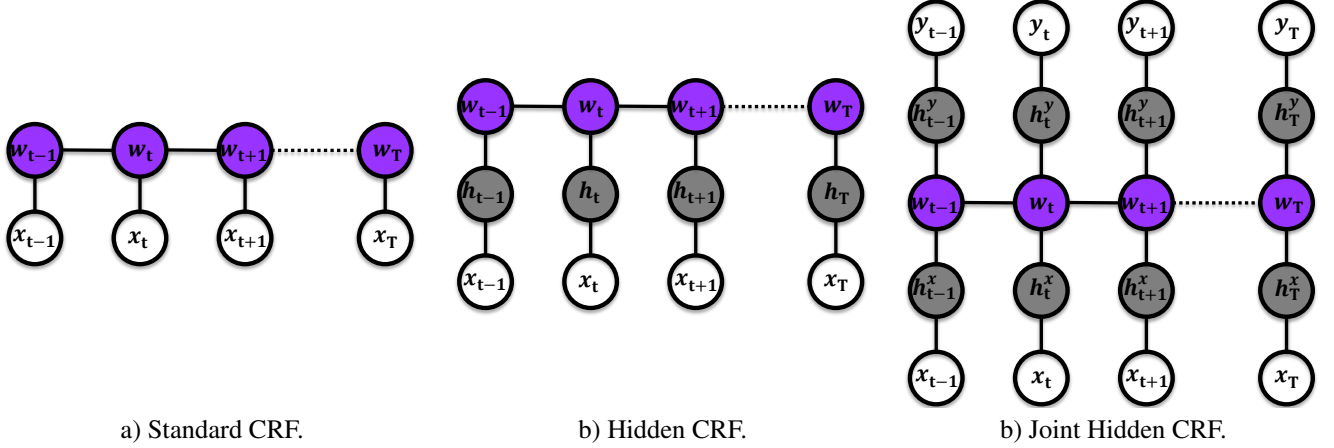 w_{t−1} w_t w_{t+1} w_T
x_{t−1} x_t x_{t+1} x_T
a) Standard CRF.
w_{t−1} w_t w_{t+1} w_T
h_{t−1} h_t h_{t+1} h_T
x_{t−1} x_t x_{t+1} x_T
b) Hidden CRF.
y_{t−1} y_t y_{t+1} y_T
h^y_{t−1} h^y_t h^y_{t+1} h^y_T
w_{t−1} w_t w_{t+1} w_T
h^x_{t−1} h^x_t h^x_{t+1} h^x_T
x_{t−1} x_t x_{t+1} x_T
b) Joint Hidden CRF.